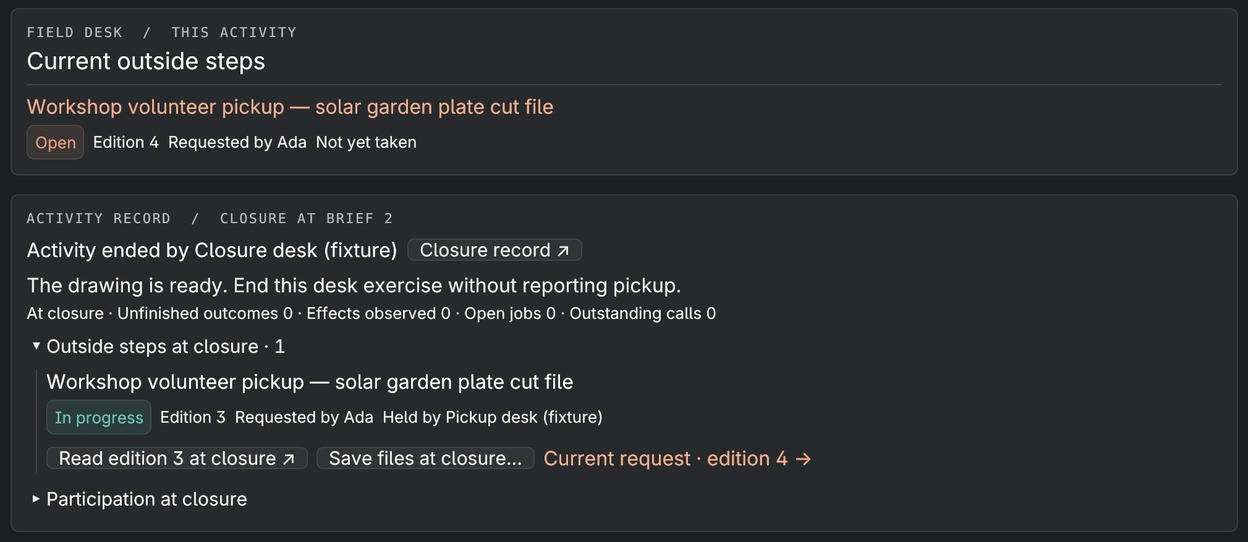 FIELD DESK / THIS ACTIVITY
Current outside steps
Workshop volunteer pickup — solar garden plate cut file
Open Edition 4 Requested by Ada Not yet taken
ACTIVITY RECORD / CLOSURE AT BRIEF 2
Activity ended by Closure desk (fixture) Closure record ↗
The drawing is ready. End this desk exercise without reporting pickup.
At closure · Unfinished outcomes 0 · Effects observed 0 · Open jobs 0 · Outstanding calls 0
▾ Outside steps at closure · 1
Workshop volunteer pickup — solar garden plate cut file
In progress Edition 3 Requested by Ada Held by Pickup desk (fixture)
Read edition 3 at closure ↗ Save files at closure... Current request · edition 4 →
▸ Participation at closure